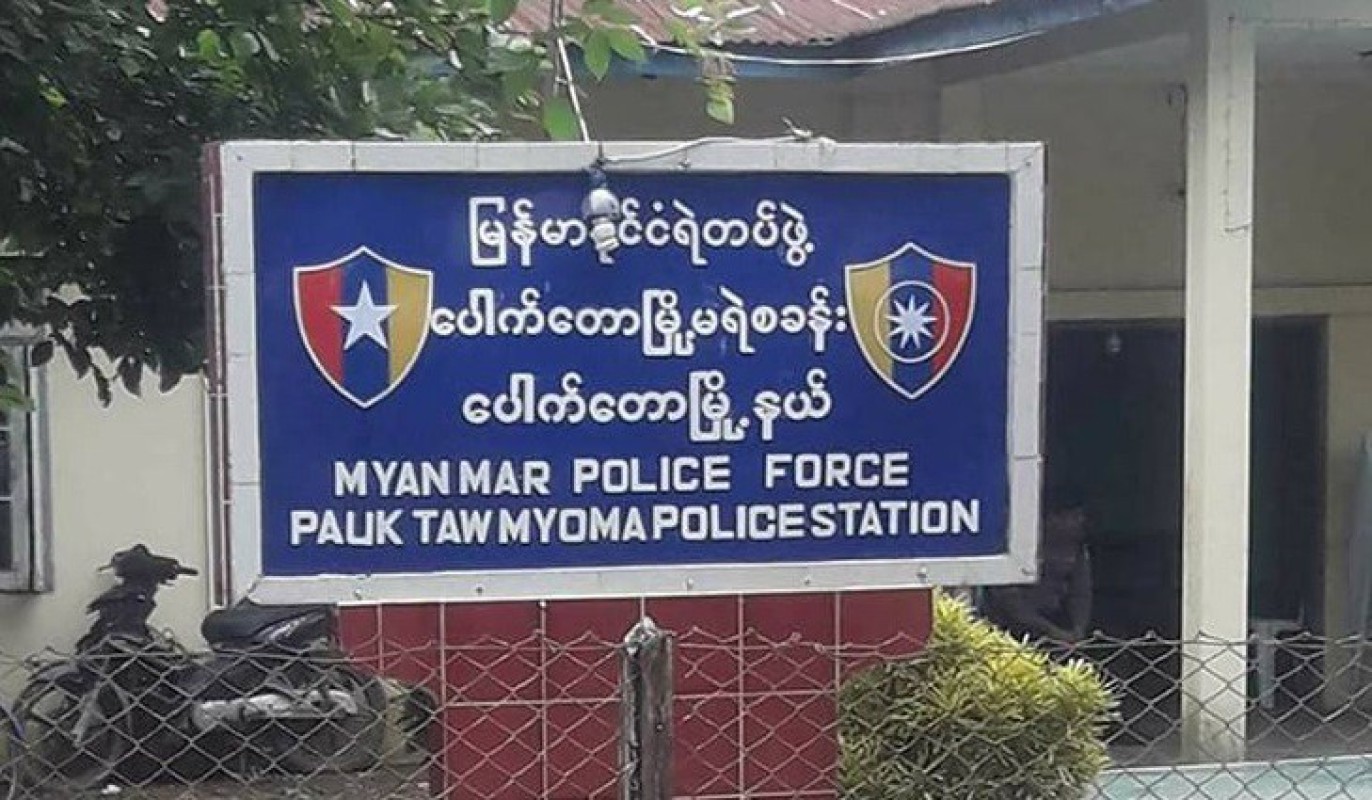 မြန်မာနိုင်ငံရဲတပ်ဖွဲ့
ပေါက်တောမြို့မရဲစခန်း
ပေါက်တောမြို့နယ်
MYANMAR POLICE FORCE
PAUK TAW MYOMA POLICE STATION